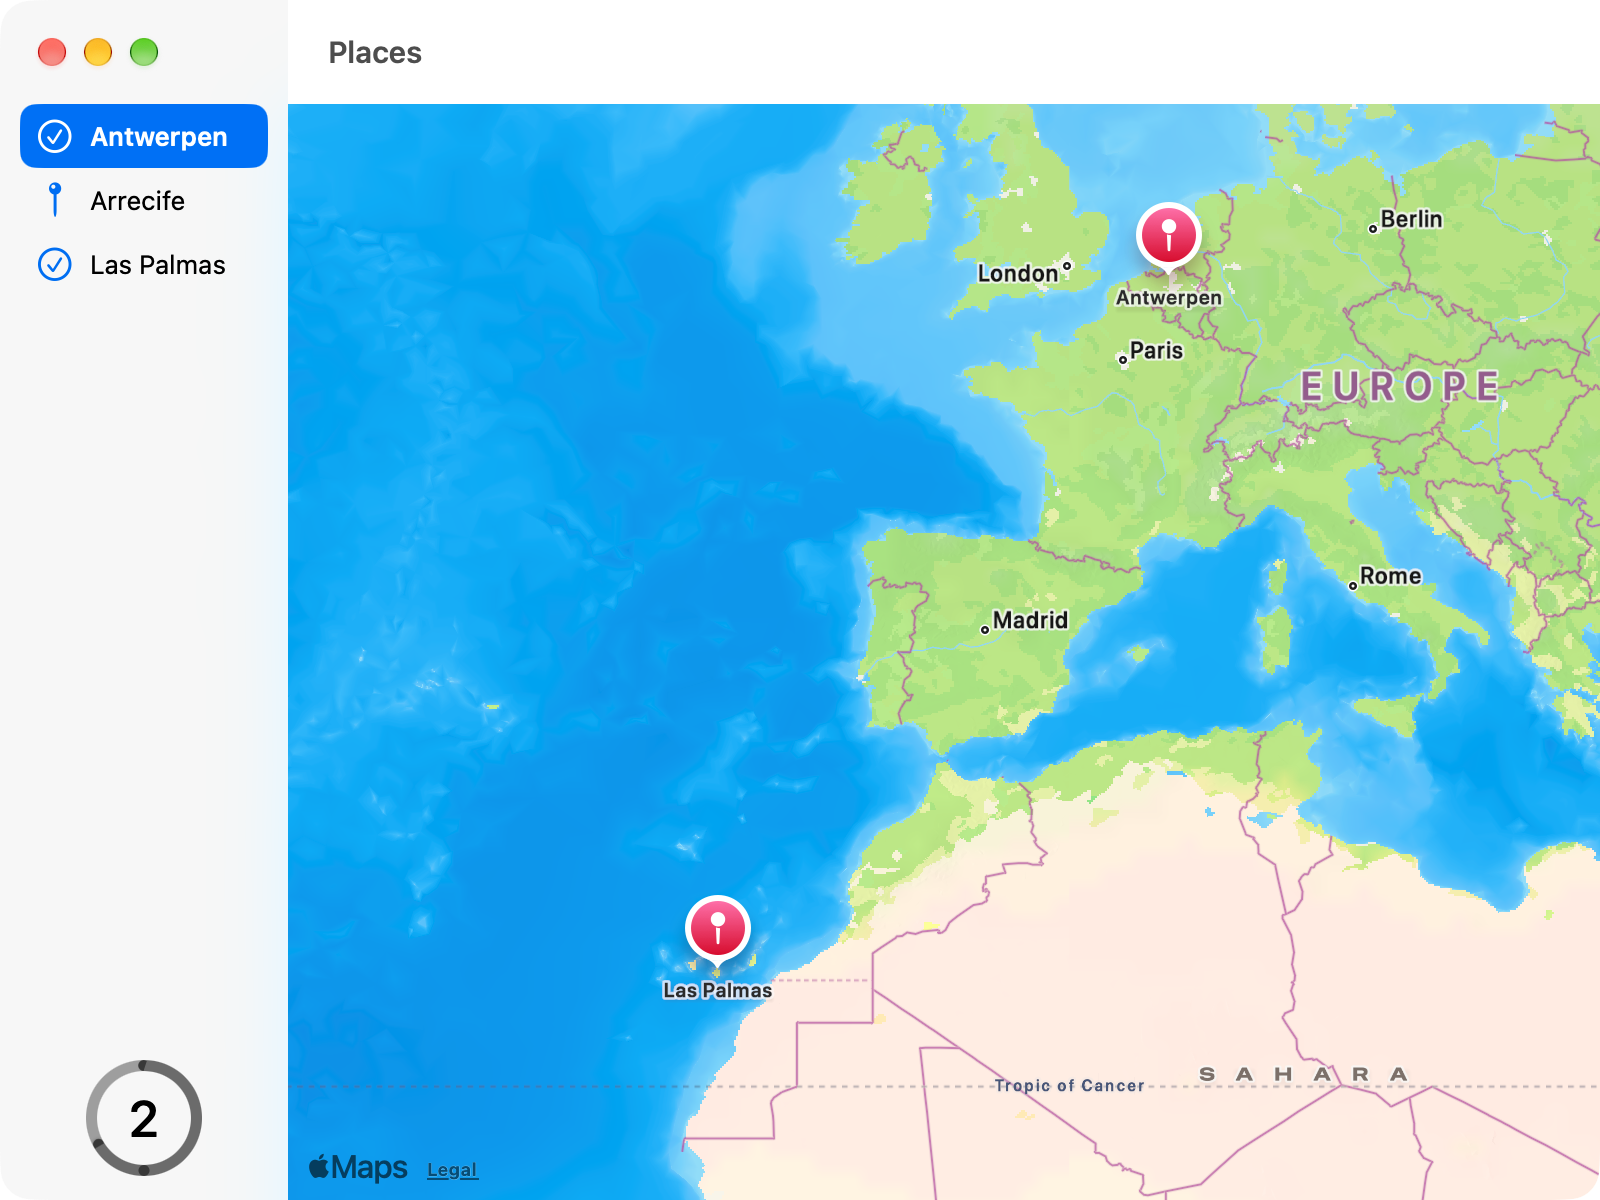 Places
Antwerpen
Arrecife
Las Palmas
2
Berlin
London
Antwerpen
Paris
EUROPE
Rome
Madrid
Las Palmas
SAHARA
Tropic of Cancer
Maps
Legal